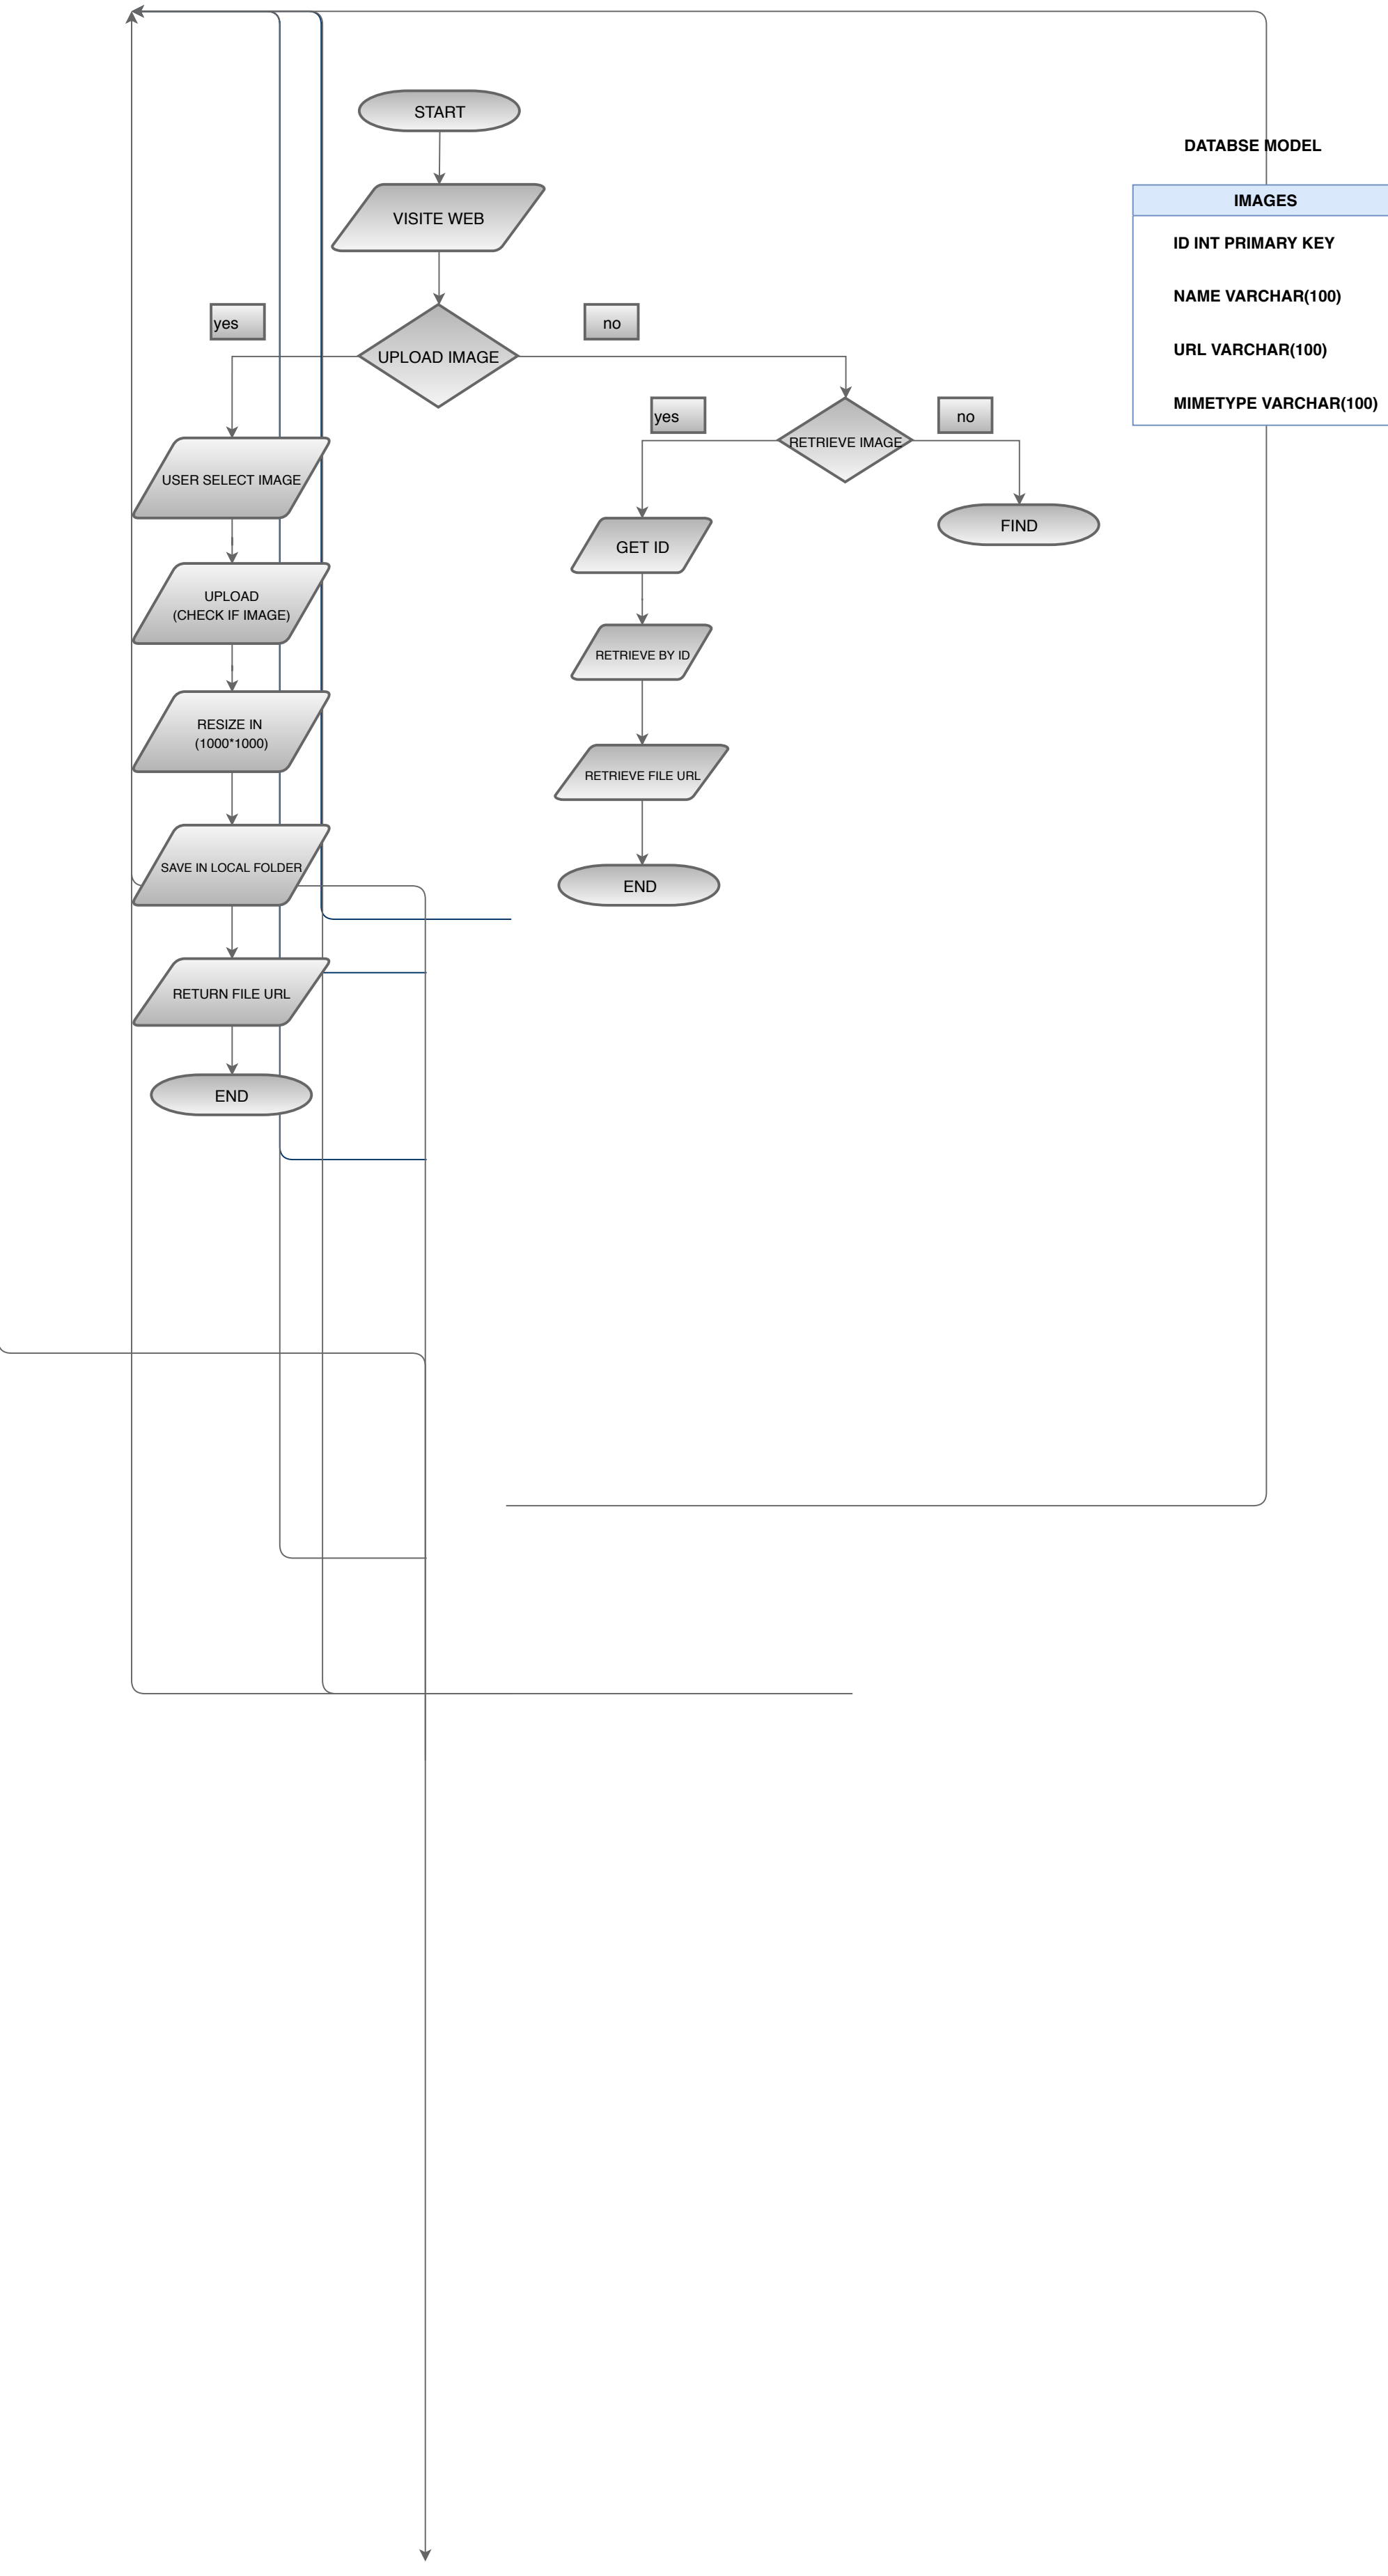 START
VISITE WEB
yes
UPLOAD IMAGE
no
USER SELECT IMAGE
UPLOAD
(CHECK IF IMAGE)
RESIZE IN
(1000*1000)
SAVE IN LOCAL FOLDER
RETURN FILE URL
END
yes
RETRIEVE IMAGE
no
GET ID
RETRIEVE BY ID
RETRIEVE FILE URL
END
FIND
DATABSE MODEL
IMAGES
ID INT PRIMARY KEY
NAME VARCHAR(100)
URL VARCHAR(100)
MIMETYPE VARCHAR(100)